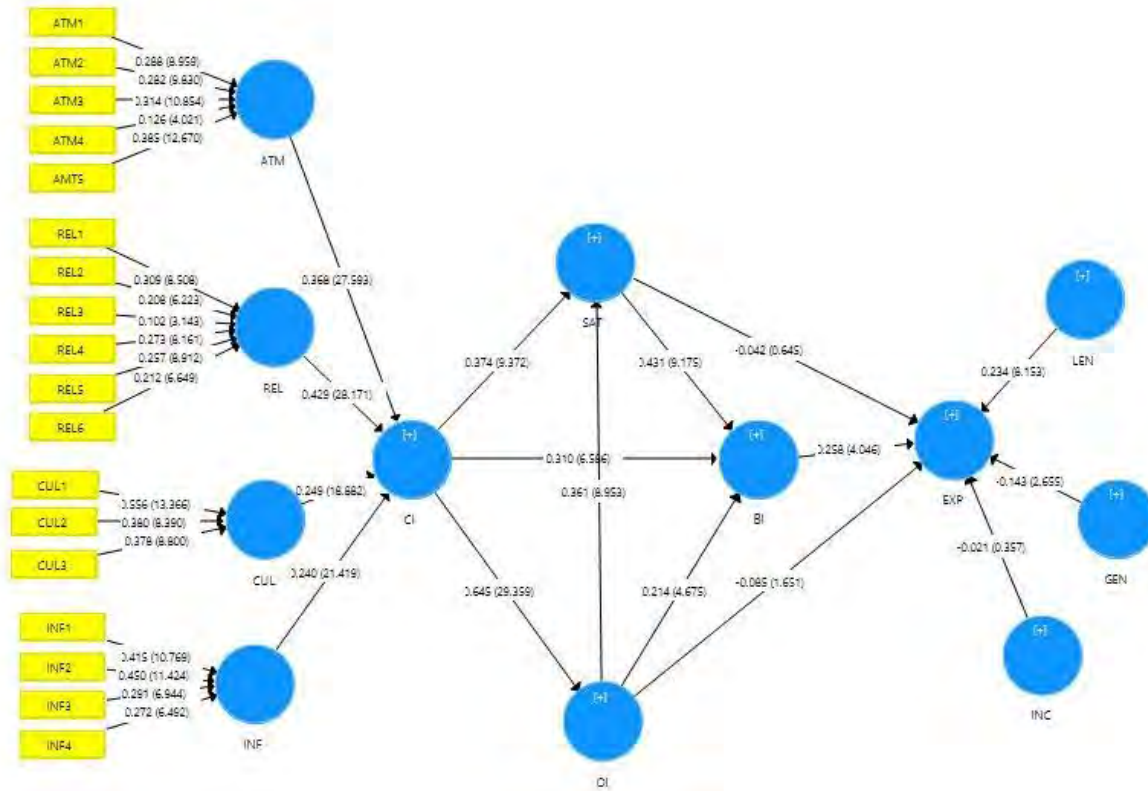 ATM1
ATM2
ATM3
ATM4
AMTS
0.288 (8.959)
0.282 (9.830)
0.314 (10.854)
0.126 (4.021)
0.385 (12.670)
ATM
REL1
REL2
REL3
REL4
REL5
REL6
0.309 (8.508)
0.208 (6.223)
0.102 (3.143)
0.273 (8.161)
0.257 (8.912)
0.212 (6.649)
REL
CUL1
CUL2
CUL3
0.556 (13.366)
0.380 (8.390)
0.378 (8.800)
CUL
INF1
INF2
INF3
INF4
0.415 (10.769)
0.450 (11.424)
0.291 (6.944)
0.272 (6.492)
INF
0.368 (27.593)
0.429 (28.171)
0.249 (18.882)
0.240 (21.419)
[+]
CI
0.374 (9.372)
0.310 (6.586)
0.645 (29.359)
[+]
SAT
0.431 (9.175)
-0.042 (0.645)
0.361 (8.953)
[+]
BI
0.258 (4.046)
0.214 (4.675)
-0.085 (1.651)
[+]
OI
[+]
EXP
[+]
LEN
0.234 (8.153)
[+]
GEN
-0.143 (2.655)
[+]
INC
-0.021 (0.357)